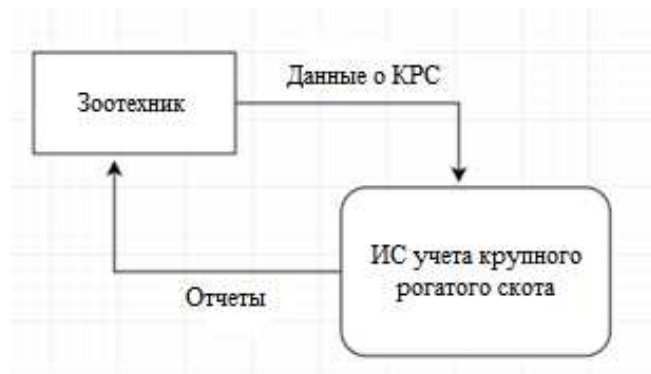 Данные о КРС
Зоотехник
ИС учета крупного
рогатого скота
Отчеты